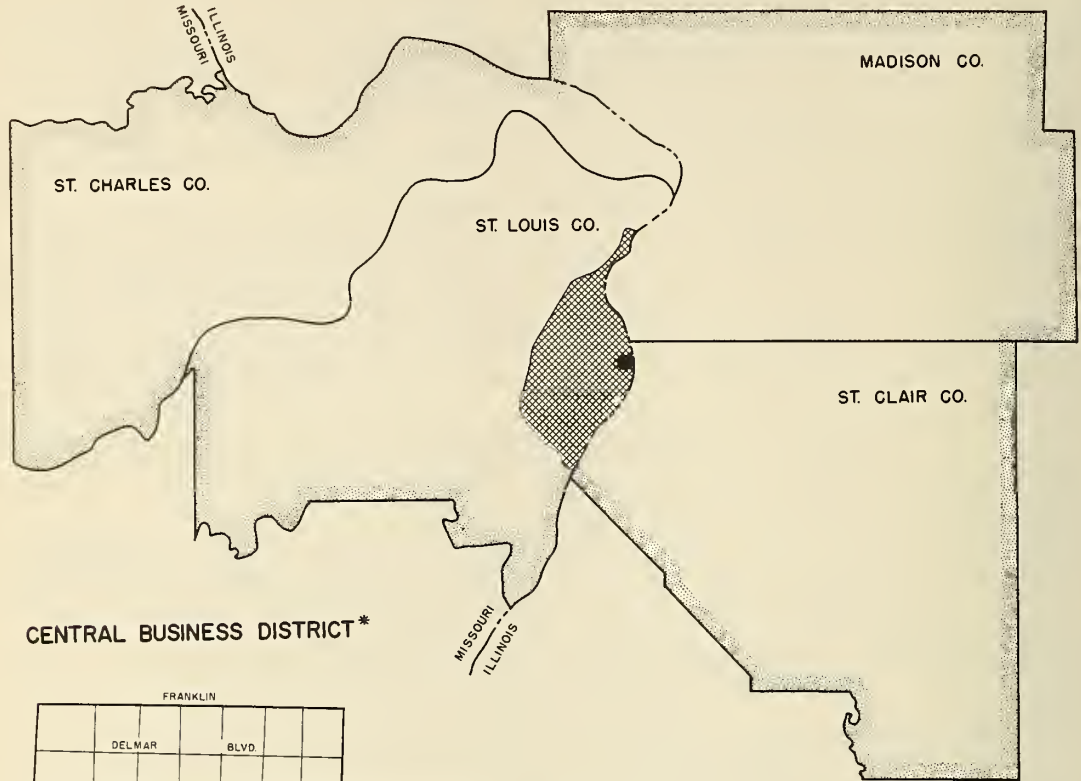 MISSOURI
ILLINOIS
MADISON CO.
ST. CHARLES CO.
ST. LOUIS CO.
ST. CLAIR CO.
MISSOURI
ILLINOIS
CENTRAL BUSINESS DISTRICT*
FRANKLIN
DELMAR BLVD.